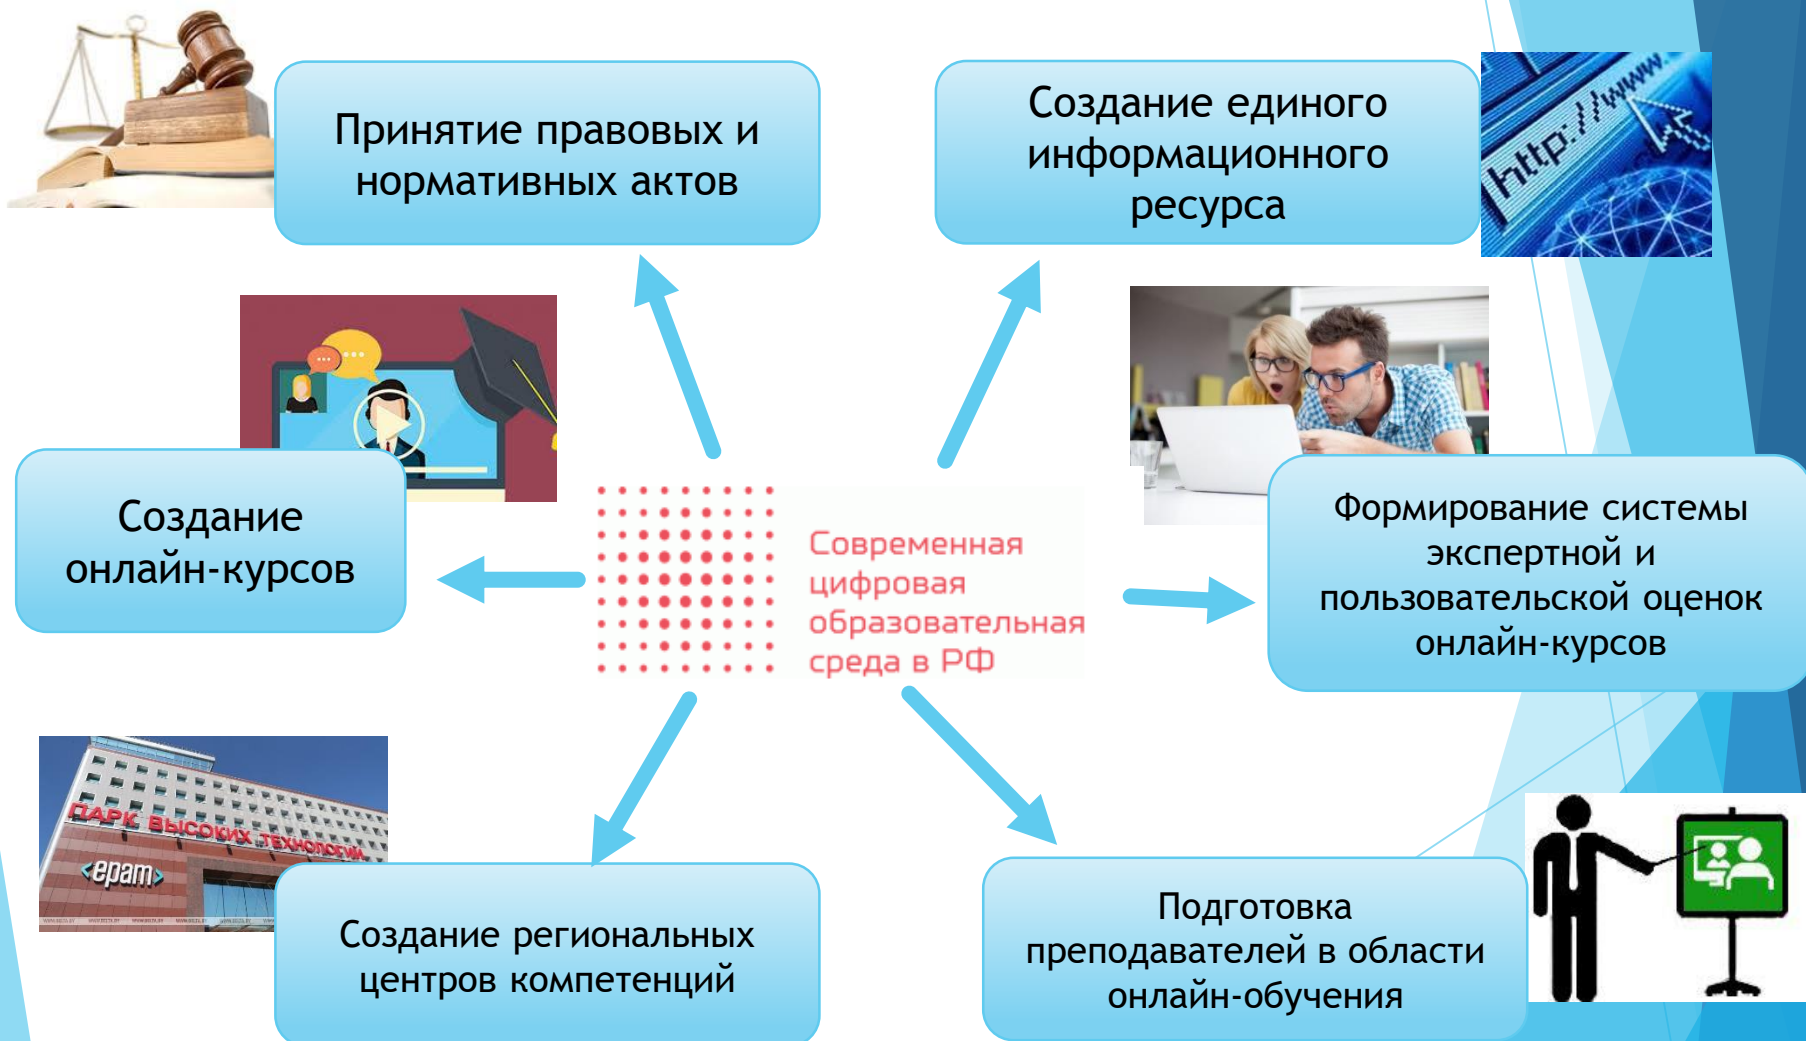 Принятие правовых и
нормативных актов
Создание единого
информационного
ресурса
http://www.
Создание
онлайн-курсов
Современная
цифровая
образовательная
среда в РФ
Формирование системы
экспертной и
пользовательской оценок
онлайн-курсов
ПАРК ВЫСОКИХ ТЕХНОЛОГИЙ
<epam>
Создание региональных
центров компетенций
Подготовка
преподавателей в области
онлайн-обучения